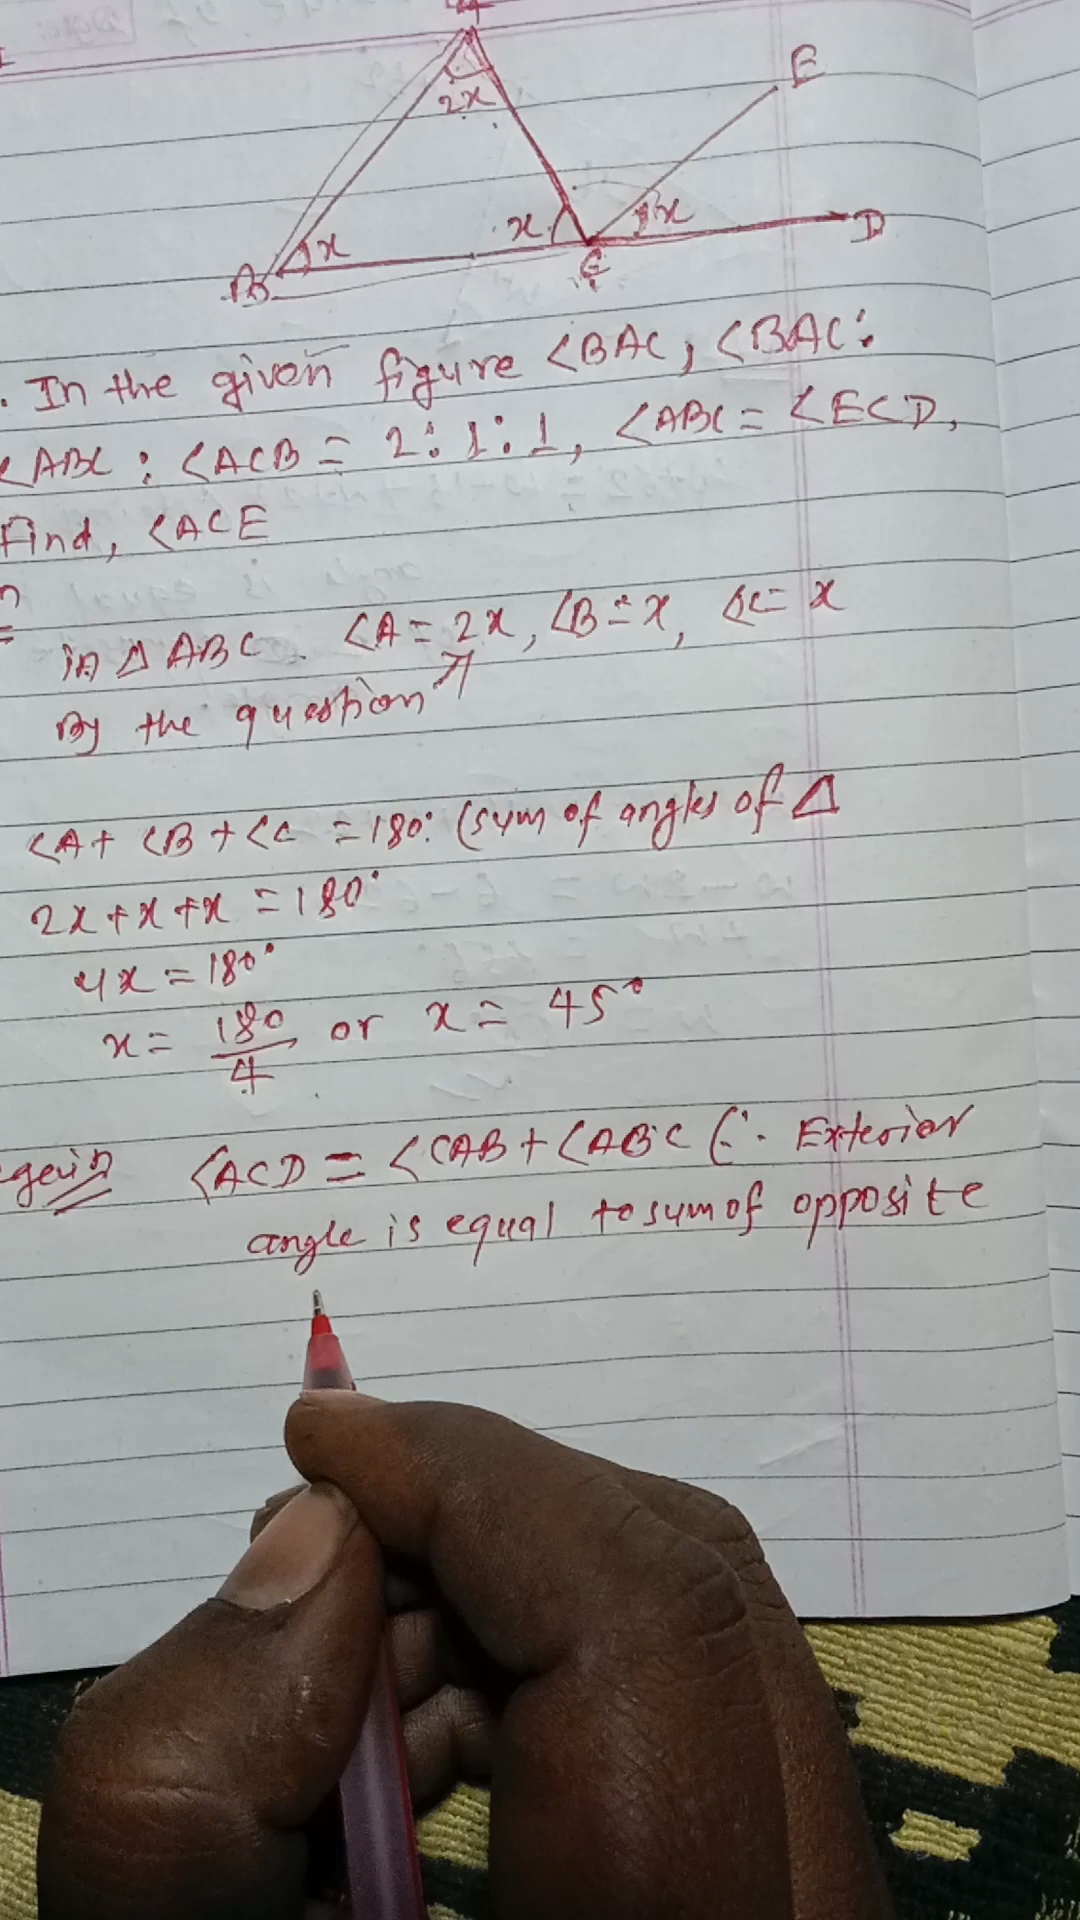 A
2x
E
x
x
x
B
C
D
. In the given figure <BAC, <BAC:
<ABC : <ACB = 2:1:1, <ABC = <ECD,
Find, <ACE
in Δ ABC. <A = 2x, <B = x, <C = x
By the question
<A + <B + <C = 180° (sum of angles of Δ
2x + x + x = 180°
4x = 180°
x = 180/4 or x = 45°
gain <ACD = <CAB + <ABC (∵ Exterior
angle is equal to sum of opposite